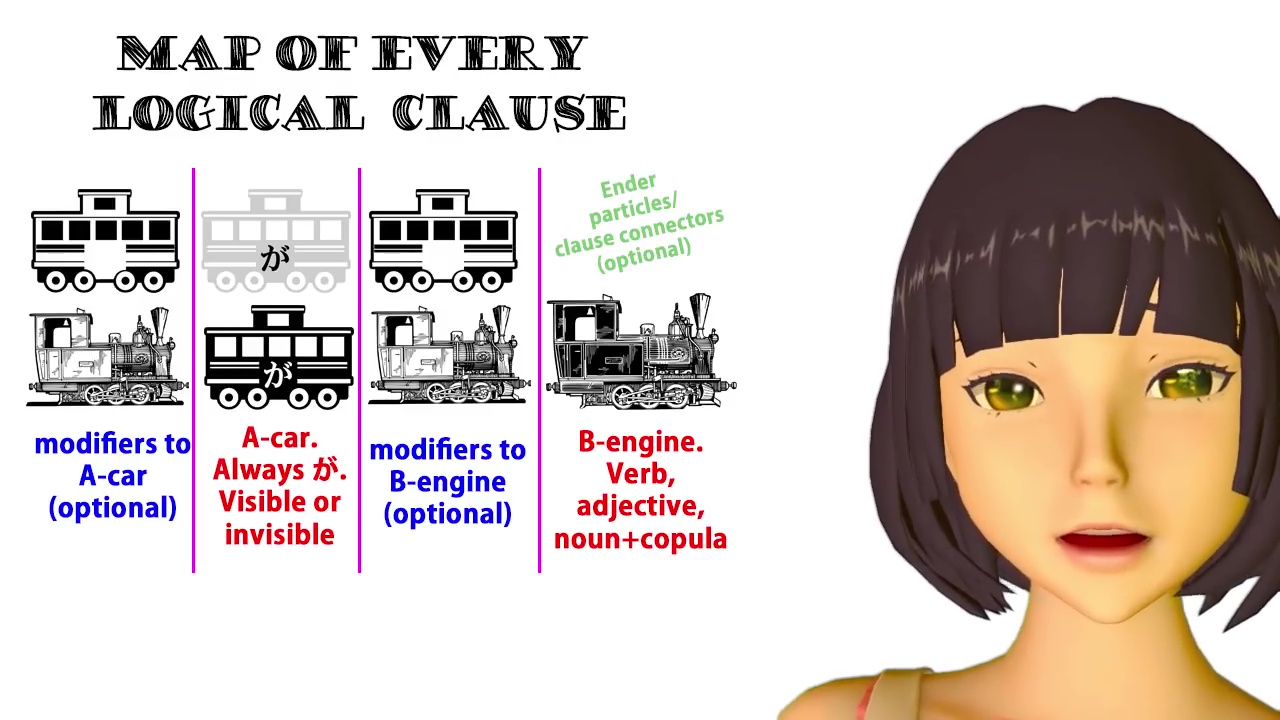 MAP OF EVERY
LOGICAL CLAUSE
が
が
modifiers to
A-car
(optional)
A-car.
Always が.
Visible or
invisible
modifiers to
B-engine
(optional)
Ender
particles/
clause connectors
(optional)
B-engine.
Verb,
adjective,
noun+copula